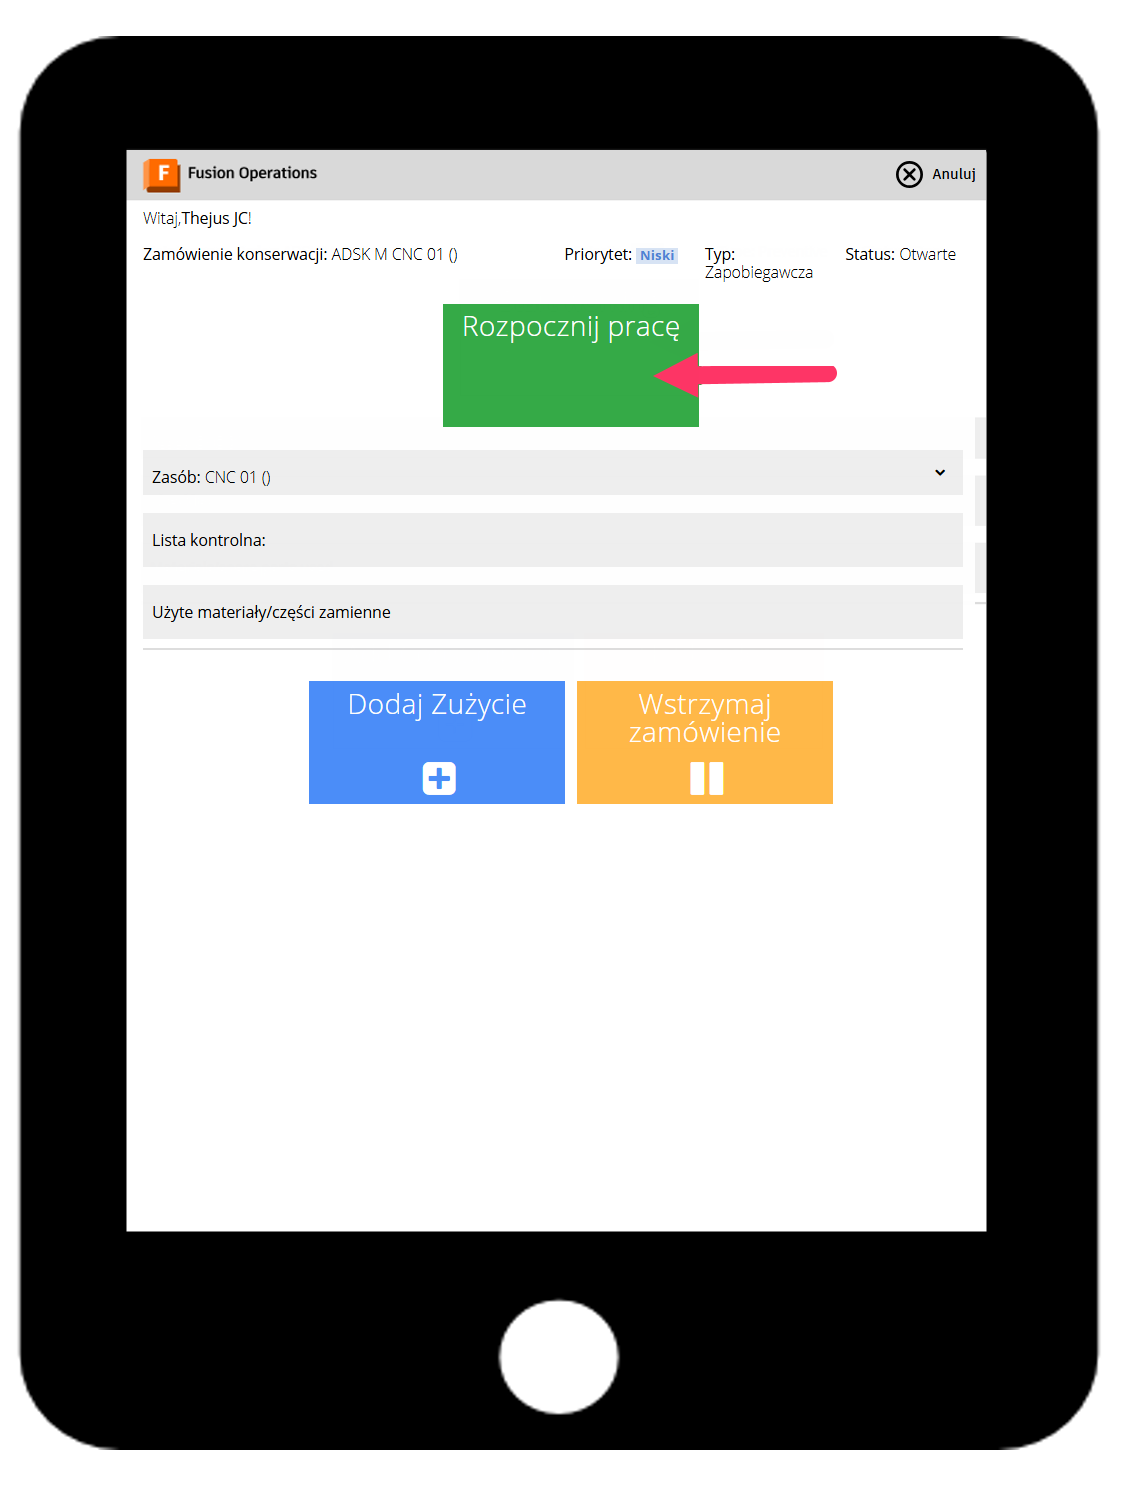 F Fusion Operations
Anuluj
Witaj,Thejus JC!
Zamówienie konserwacji: ADSK M CNC 01 ()
Priorytet: Niski
Typ:
Zapobiegawcza
Status: Otwarte
Rozpocznij pracę
Zasób: CNC 01 ()
Lista kontrolna:
Użyte materiały/części zamienne
Dodaj Zużycie
Wstrzymaj
zamówienie